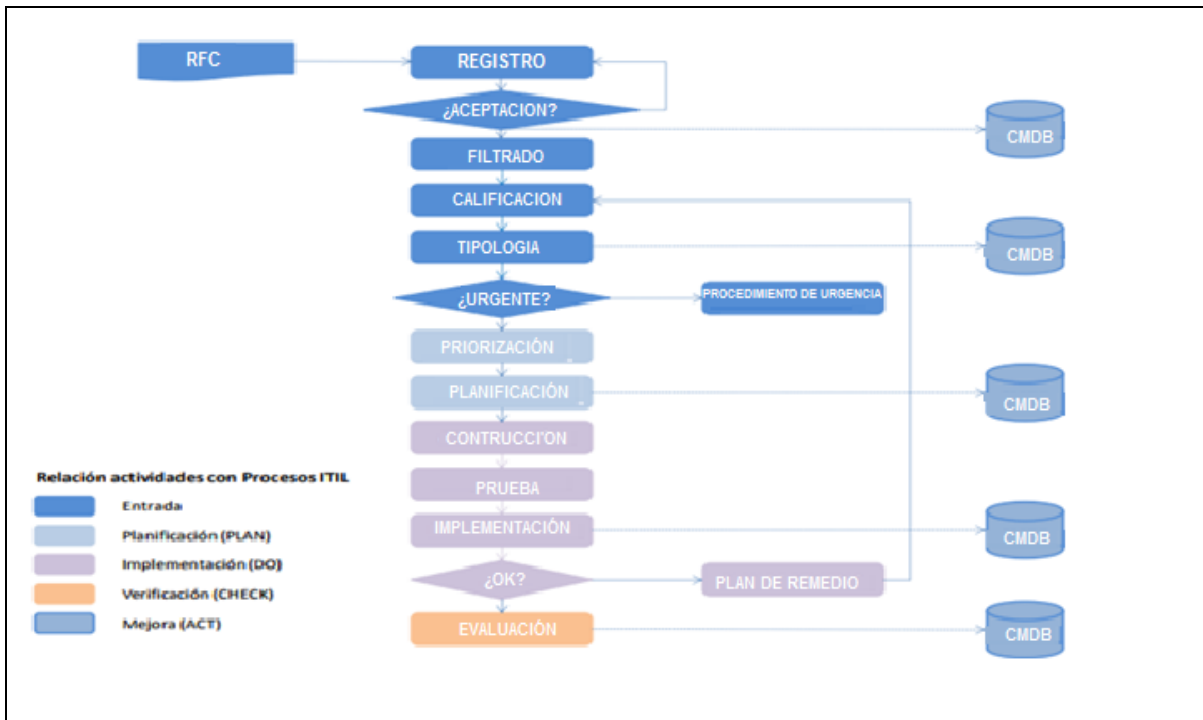 RFC
REGISTRO
¿ACEPTACION?
CMDB
FILTRADO
CALIFICACION
TIPOLOGIA
CMDB
¿URGENTE?
PROCEDIMIENTO DE URGENCIA
PRIORIZACIÓN
PLANIFICACIÓN
CMDB
CONTRUCCION
PRUEBA
IMPLEMENTACIÓN
CMDB
¿OK?
PLAN DE REMEDIO
EVALUACIÓN
CMDB
Relación actividades con Procesos ITIL
Entrada
Planificación (PLAN)
Implementación (DO)
Verificación (CHECK)
Mejora (ACT)